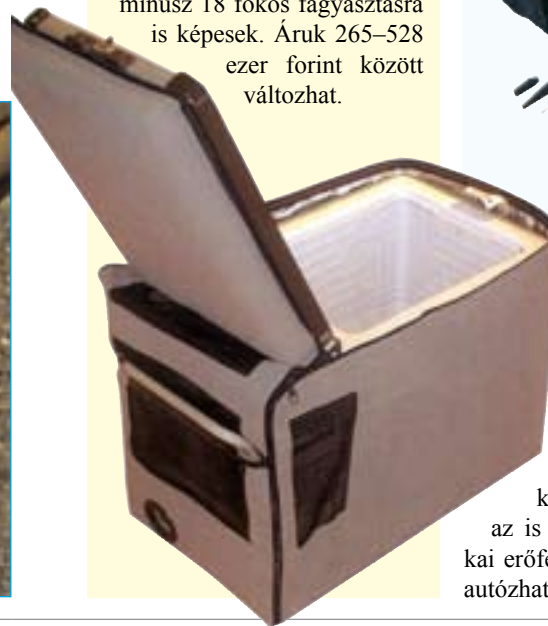 mínusz 18 fokos fagyasztásra
is képesek. Áruk 265–528
ezer forint között
változhat.
k
az is
kai erőfe
autózhat